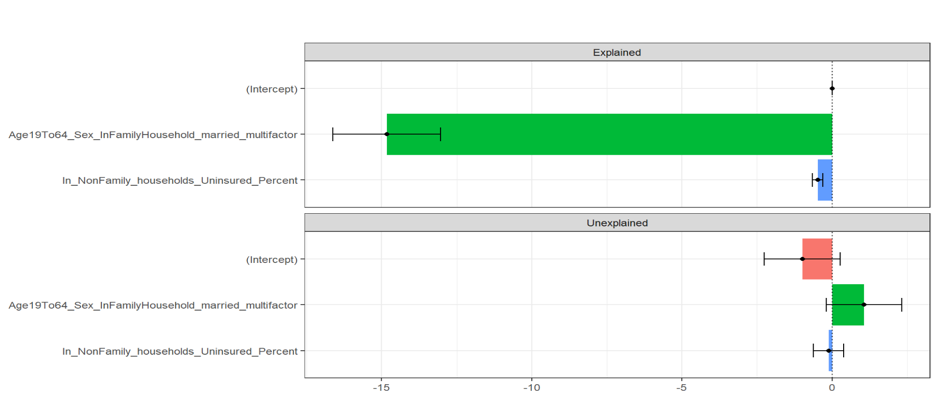 Explained
(Intercept)
Age19To64_Sex_InFamilyHousehold_married_multifactor
In_NonFamily_households_Uninsured_Percent
Unexplained
(Intercept)
Age19To64_Sex_InFamilyHousehold_married_multifactor
In_NonFamily_households_Uninsured_Percent
-15 -10 -5 0